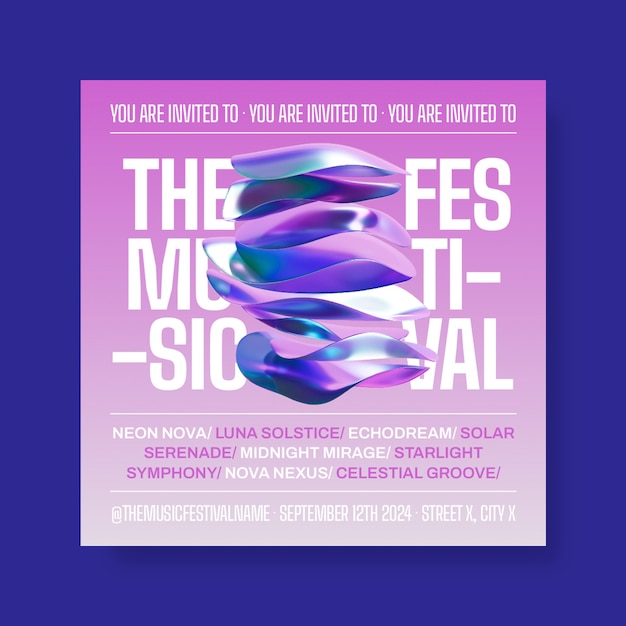 YOU ARE INVITED TO · YOU ARE INVITED TO · YOU ARE INVITED TO
THE FES
MU TI-
-SIC VAL
NEON NOVA/ LUNA SOLSTICE/ ECHODREAM/ SOLAR
SERENADE/ MIDNIGHT MIRAGE/ STARLIGHT
SYMPHONY/ NOVA NEXUS/ CELESTIAL GROOVE/
@THEMUSICFESTIVALNAME · SEPTEMBER 12TH 2024 · STREET X, CITY X